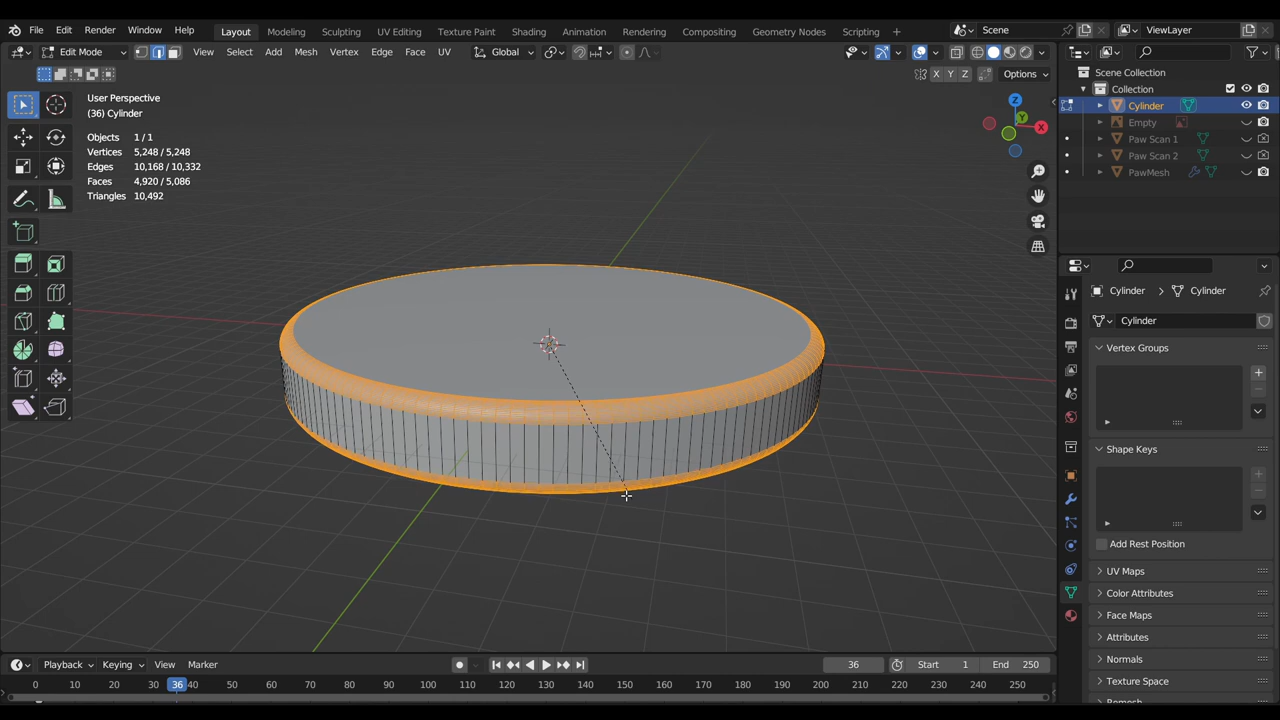 File Edit Render Window Help Layout Modeling Sculpting UV Editing Texture Paint Shading Animation Rendering Compositing Geometry Nodes Scripting + Scene ViewLayer
Edit Mode View Select Add Mesh Vertex Edge Face UV Global
X Y Z Options
User Perspective
(36) Cylinder
Objects 1 / 1
Vertices 5,248 / 5,248
Edges 10,168 / 10,332
Faces 4,920 / 5,086
Triangles 10,492
Z
Y
X
Scene Collection
Collection
Cylinder
Empty
Paw Scan 1
Paw Scan 2
PawMesh
Cylinder > Cylinder
Cylinder
Vertex Groups
Shape Keys
Add Rest Position
UV Maps
Color Attributes
Face Maps
Attributes
Normals
Texture Space
Remesh
Playback Keying View Marker 36 Start 1 End 250
0 10 20 30 36 40 50 60 70 80 90 100 110 120 130 140 150 160 170 180 190 200 210 220 230 240 250